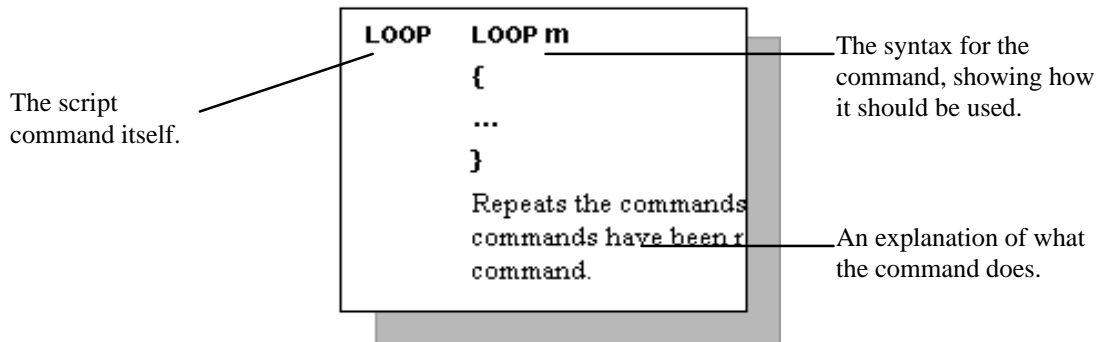 LOOP LOOP m
{
...
}
Repeats the commands
commands have been r
command.
The script
command itself.
The syntax for the
command, showing how
it should be used.
An explanation of what
the command does.